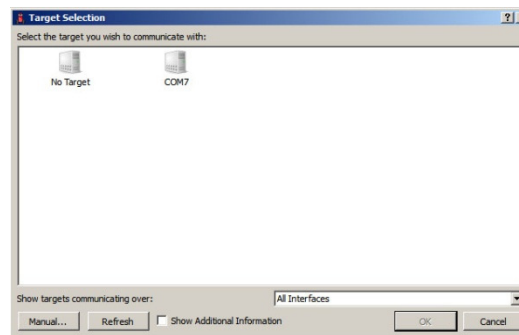 Target Selection
Select the target you wish to communicate with:
No Target
COM7
Show targets communicating over:
All Interfaces
Manual...
Refresh
Show Additional Information
OK
Cancel